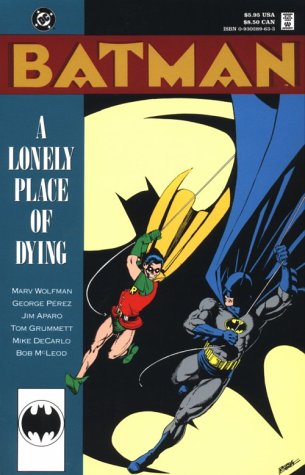 DC
$5.95 USA
$8.50 CAN
ISBN 0-930289-63-3
BATMAN
A
LONELY
PLACE
OF
DYING
MARV WOLFMAN
GEORGE PÉREZ
JIM APARO
TOM GRUMMETT
MIKE DECARLO
BOB McLEOD